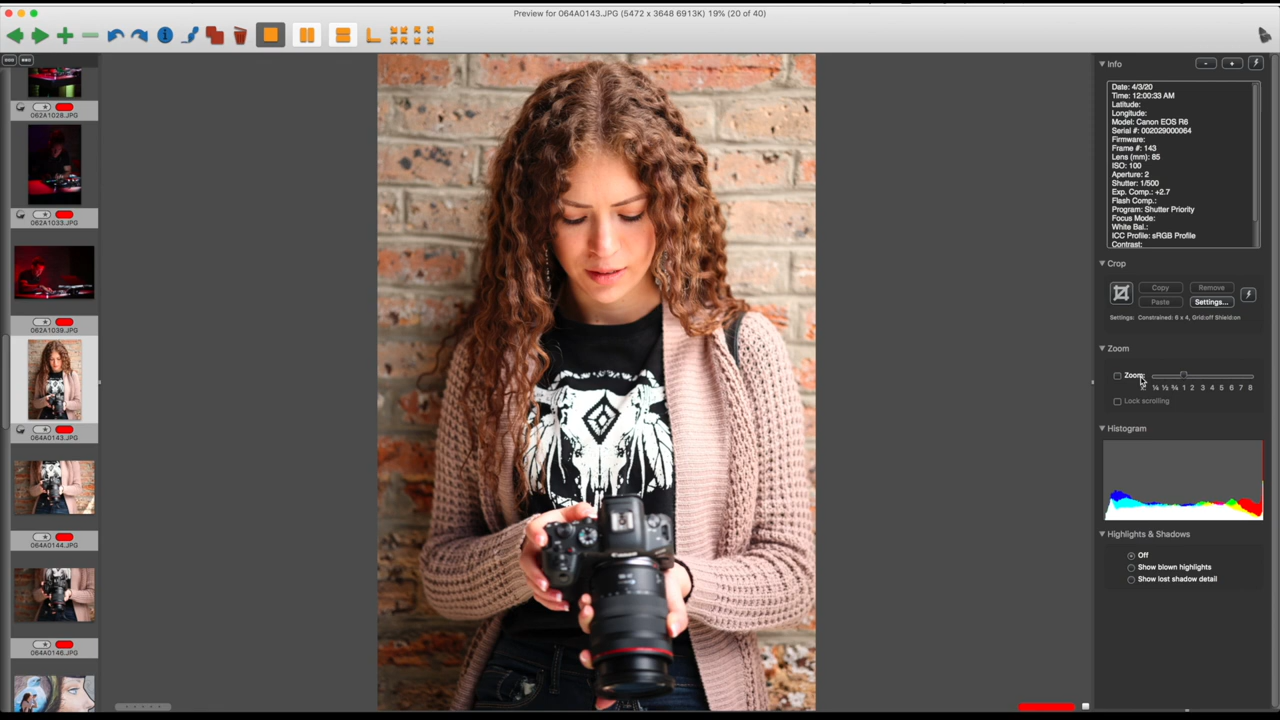 Preview for 064A0143.JPG (5472 x 3648 6913K) 19% (20 of 40)
062A1028.JPG
062A1033.JPG
062A1039.JPG
064A0143.JPG
064A0144.JPG
064A0146.JPG
Info
Date: 4/3/20
Time: 12:00:33 AM
Latitude:
Longitude:
Model: Canon EOS R6
Serial #: 002029000064
Firmware:
Frame #: 143
Lens (mm): 85
ISO: 100
Aperture: 2
Shutter: 1/500
Exp. Comp.: +2.7
Flash Comp.:
Program: Shutter Priority
Focus Mode:
White Bal.:
ICC Profile: sRGB Profile
Contrast:
Crop
Copy Remove
Paste Settings...
Settings: Constrained: 6 x 4, Grid:off Shield:on
Zoom
Zoom:
¼ ½ ¾ 1 2 3 4 5 6 7 8
Lock scrolling
Histogram
Highlights & Shadows
Off
Show blown highlights
Show lost shadow detail